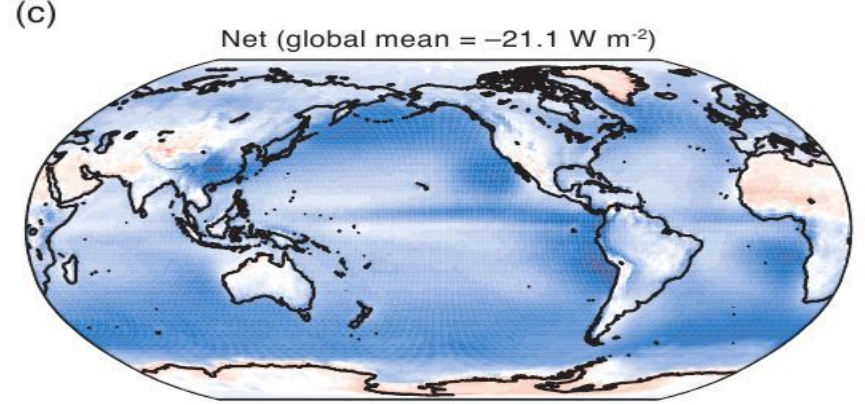 (c)
Net (global mean = –21.1 W m-2)